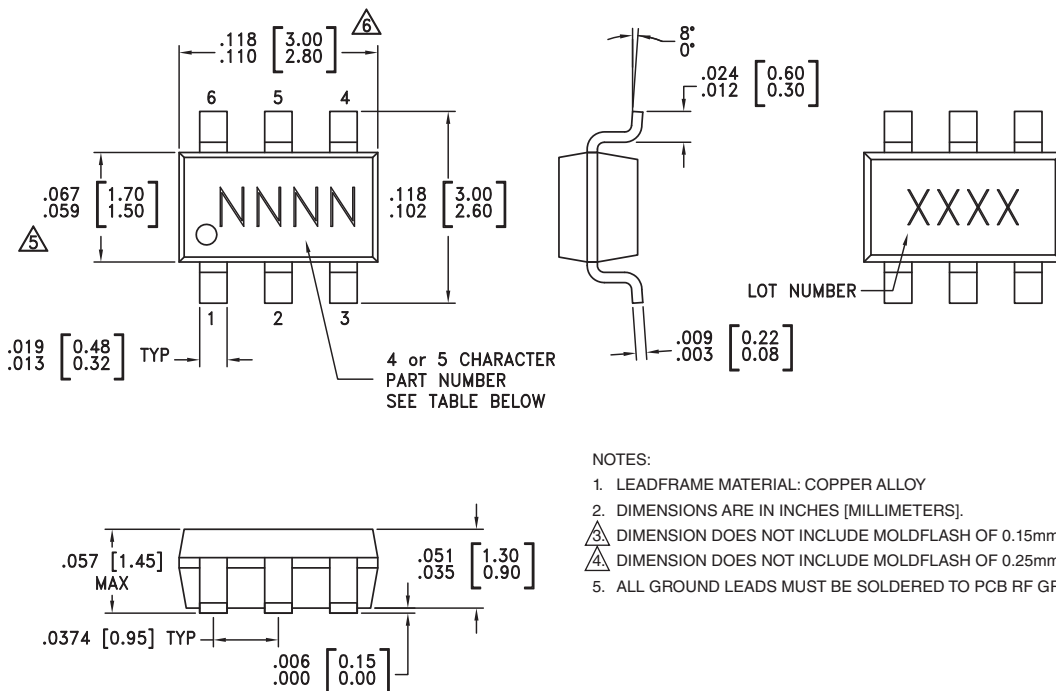 6
.118 [3.00]
.110 [2.80]
6 5 4
.067 [1.70]
.059 [1.50]
5
NNNN
.118 [3.00]
.102 [2.60]
1 2 3
.019 [0.48] TYP
.013 [0.32]
4 or 5 CHARACTER
PART NUMBER
SEE TABLE BELOW
8°
0°
.024 [0.60]
.012 [0.30]
.009 [0.22]
.003 [0.08]
XXXX
LOT NUMBER
.057 [1.45]
MAX
.051 [1.30]
.035 [0.90]
.0374 [0.95] TYP
.006 [0.15]
.000 [0.00]
NOTES:
1. LEADFRAME MATERIAL: COPPER ALLOY
2. DIMENSIONS ARE IN INCHES [MILLIMETERS].
3. DIMENSION DOES NOT INCLUDE MOLDFLASH OF 0.15mm
4. DIMENSION DOES NOT INCLUDE MOLDFLASH OF 0.25mm
5. ALL GROUND LEADS MUST BE SOLDERED TO PCB RF